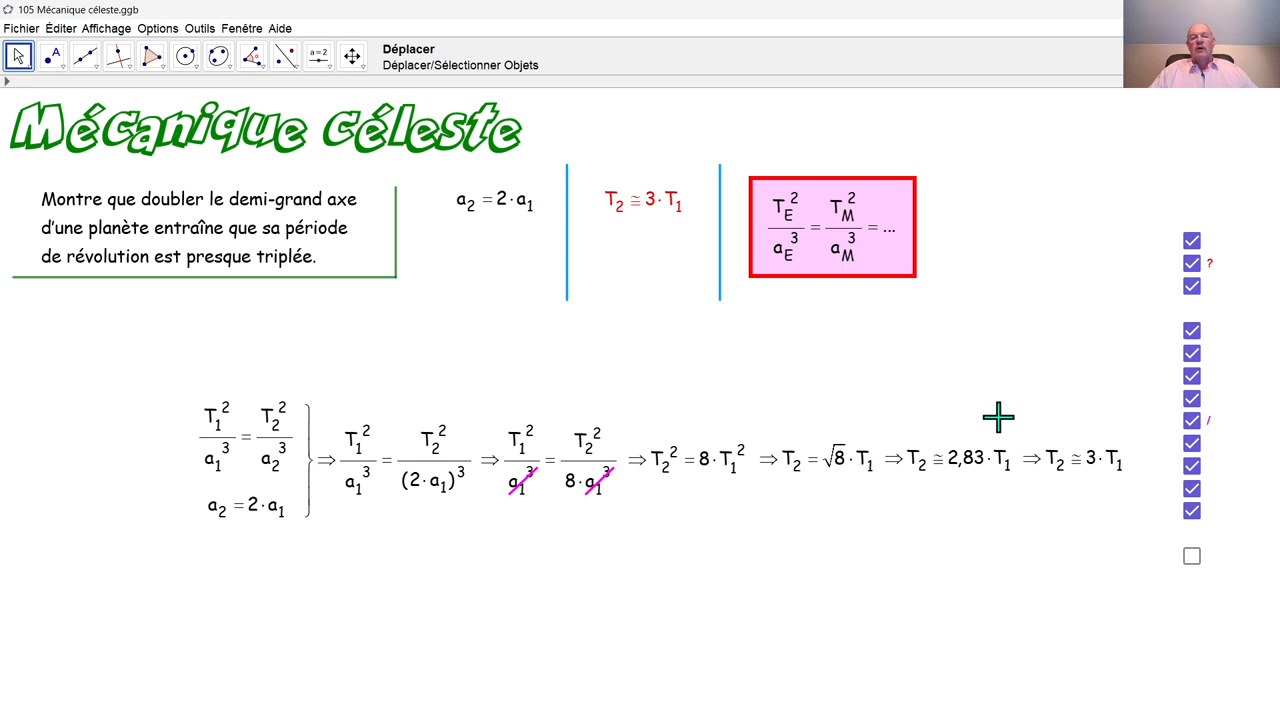 105 Mécanique céleste.ggb
Fichier Éditer Affichage Options Outils Fenêtre Aide
A
a=2
Déplacer
Déplacer/Sélectionner Objets
Mécanique céleste
Montre que doubler le demi-grand axe
d'une planète entraîne que sa période
de révolution est presque triplée.
a₂ = 2·a₁
T₂ ≅ 3·T₁
T_E²/a_E³ = T_M²/a_M³ = ...
?
T₁²/a₁³ = T₂²/a₂³
a₂ = 2·a₁
⇒ T₁²/a₁³ = T₂²/(2·a₁)³ ⇒ T₁²/a₁³ = T₂²/8·a₁³ ⇒ T₂² = 8·T₁² ⇒ T₂ = √8·T₁ ⇒ T₂ ≅ 2,83·T₁ ⇒ T₂ ≅ 3·T₁
/